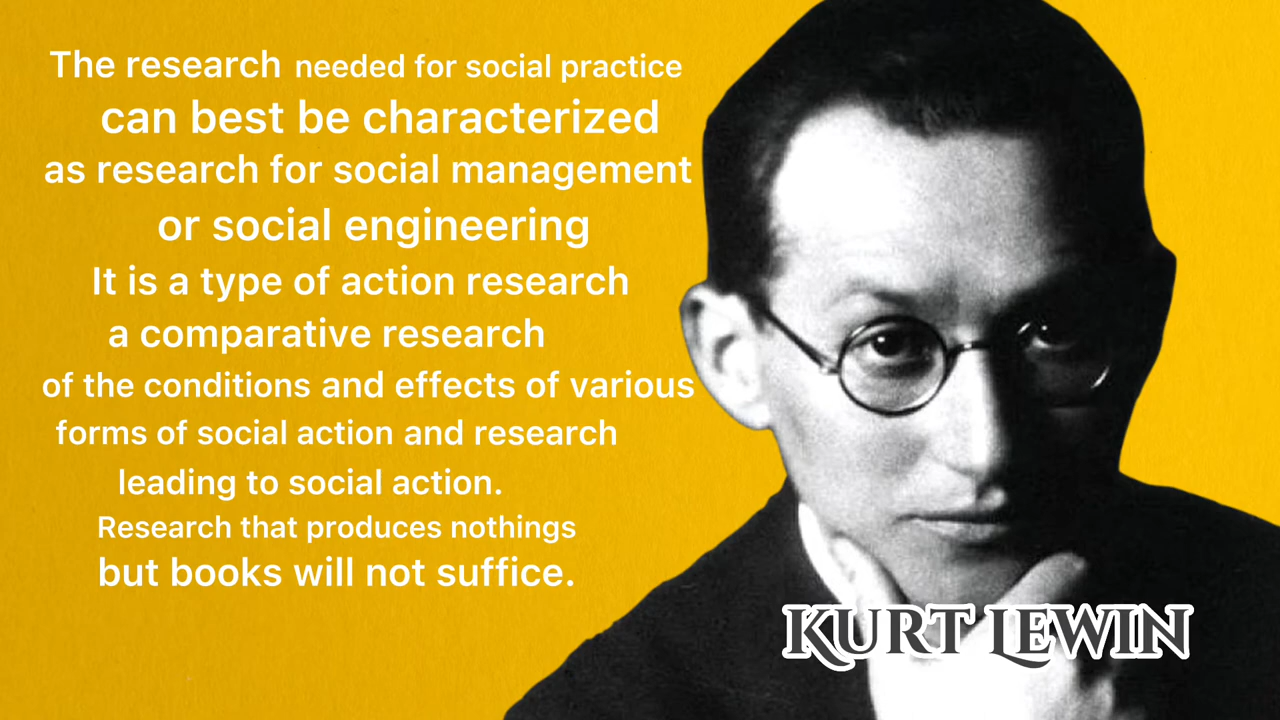 The research needed for social practice
can best be characterized
as research for social management
or social engineering
It is a type of action research
a comparative research
of the conditions and effects of various
forms of social action and research
leading to social action.
Research that produces nothings
but books will not suffice.
KURT LEWIN